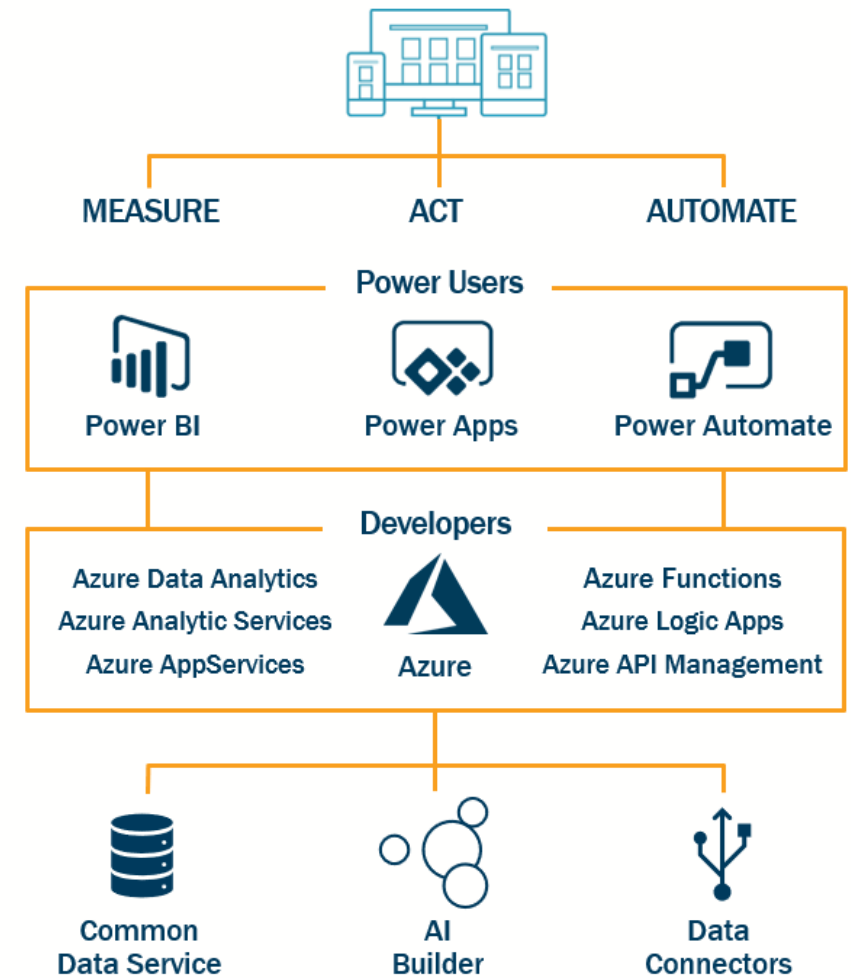 MEASURE
ACT
AUTOMATE
Power Users
Power BI
Power Apps
Power Automate
Developers
Azure Data Analytics
Azure Analytic Services
Azure AppServices
Azure
Azure Functions
Azure Logic Apps
Azure API Management
Common
Data Service
AI
Builder
Data
Connectors